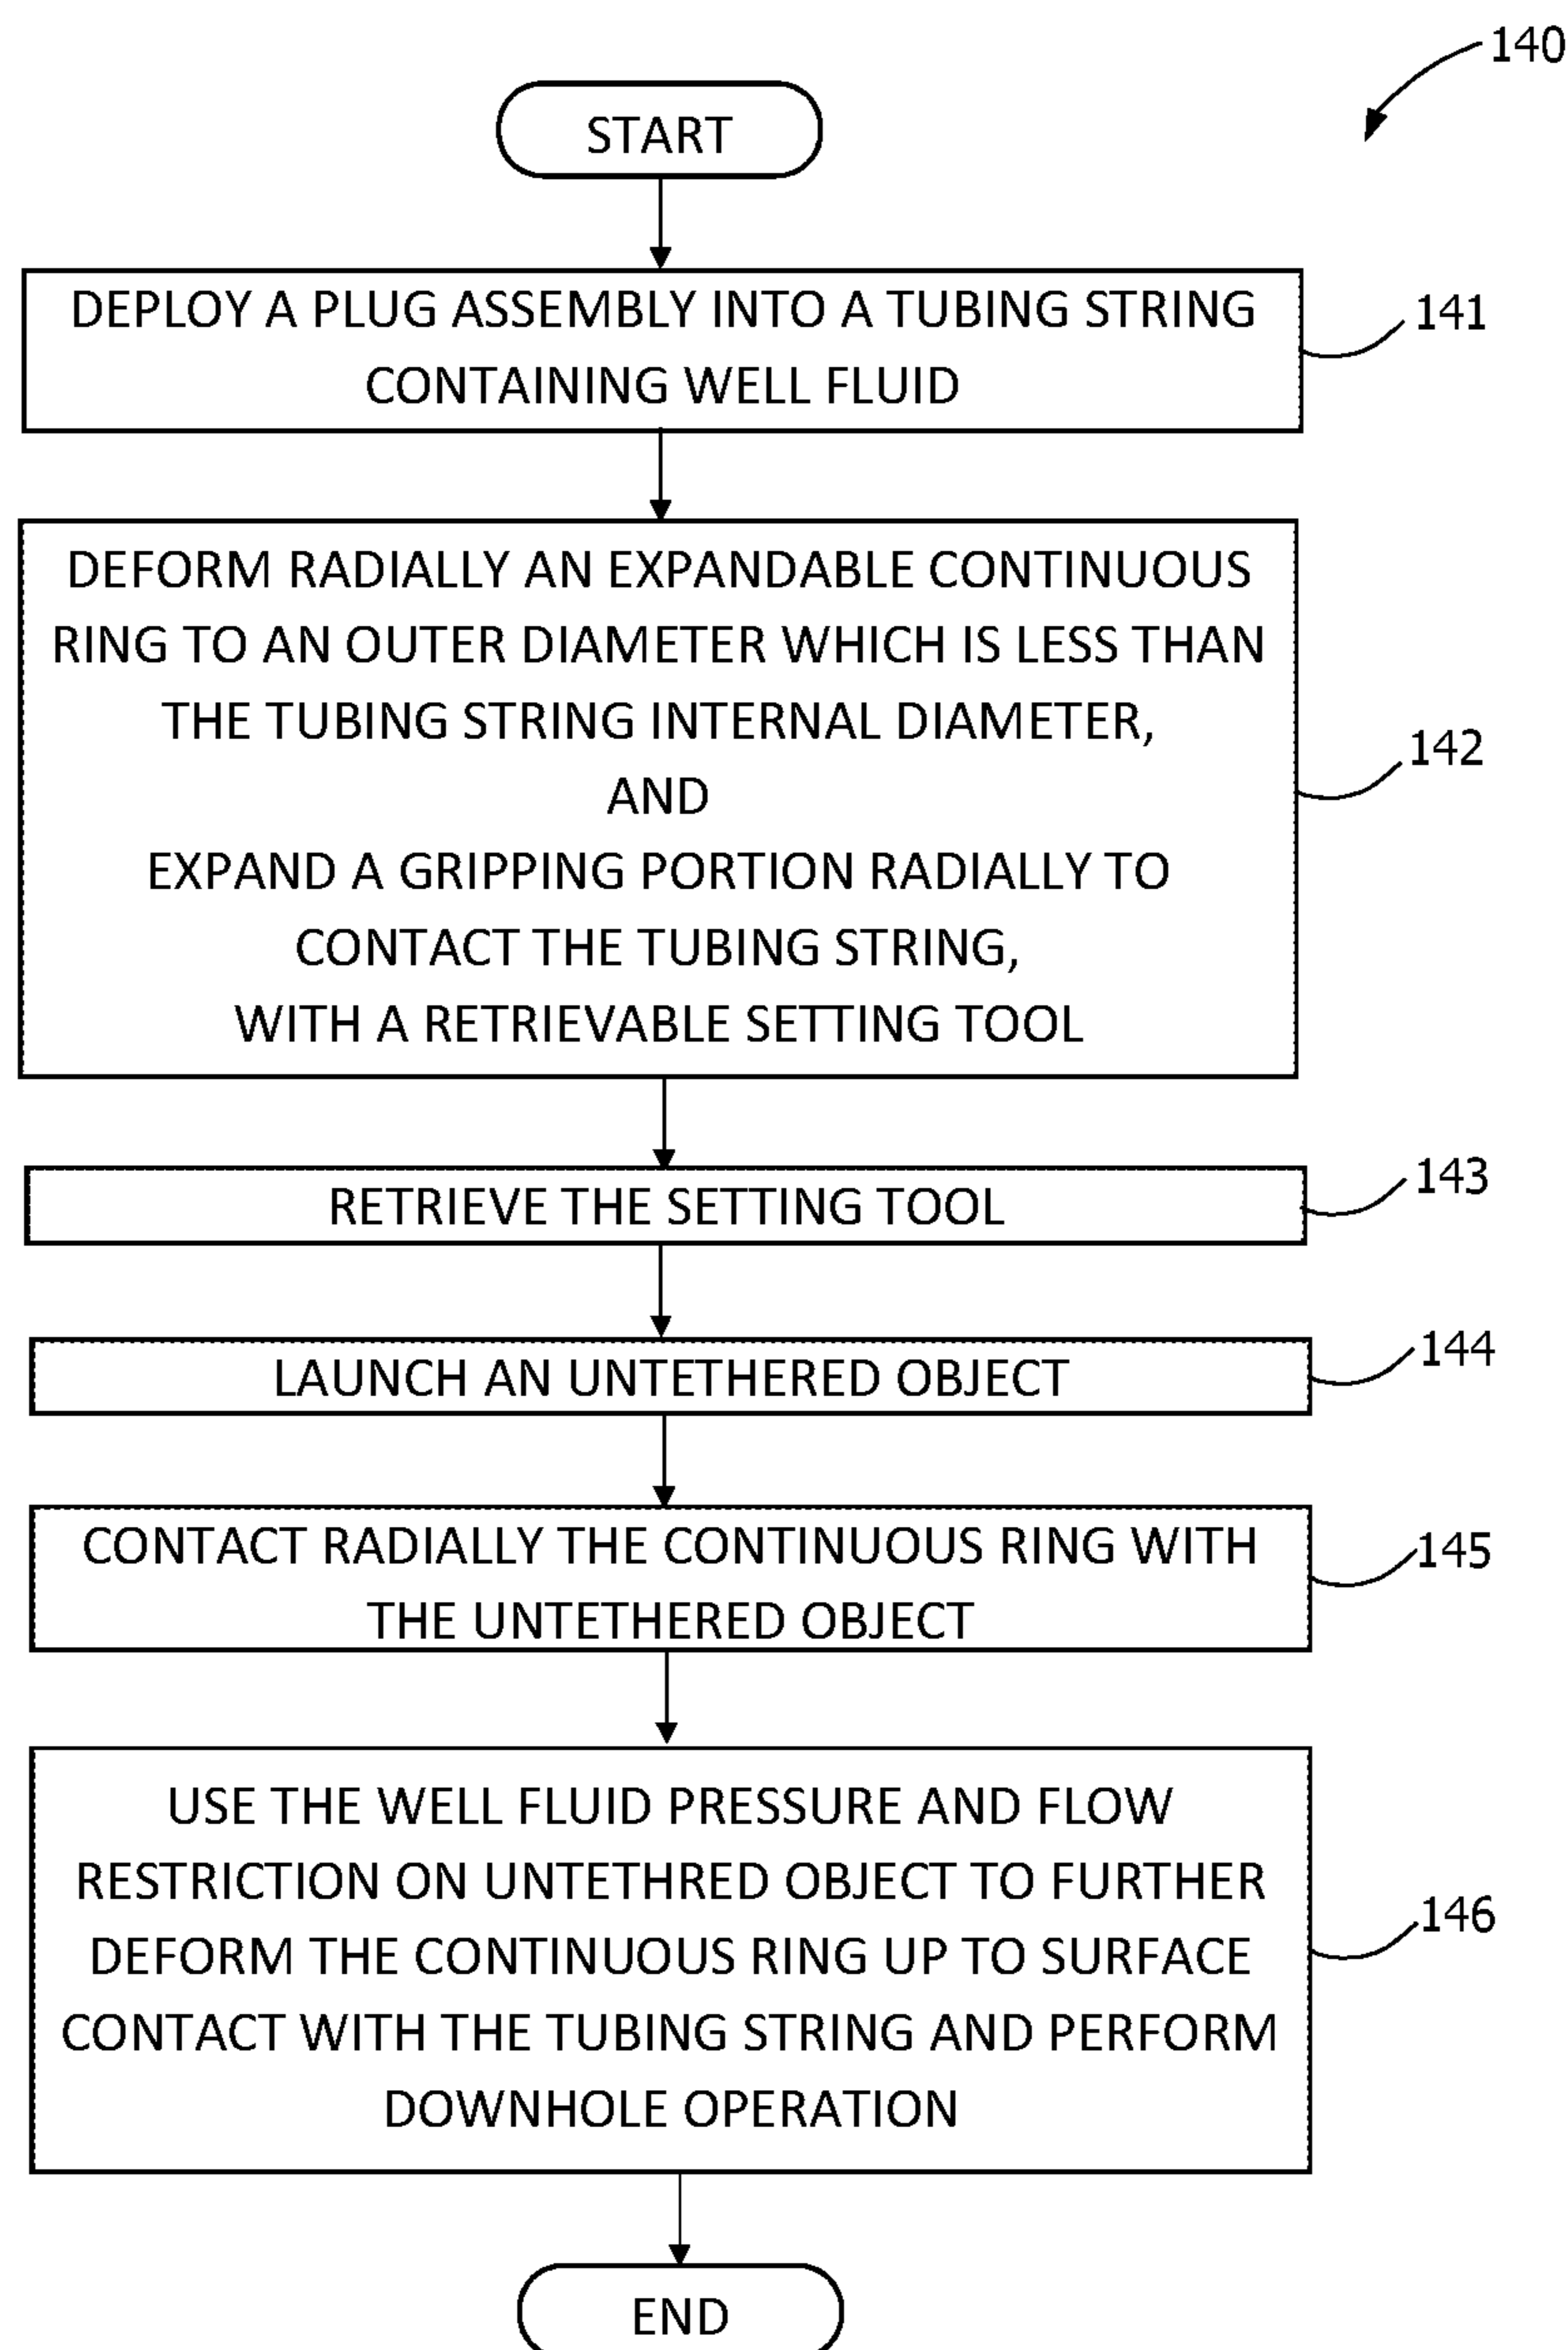 140
START
DEPLOY A PLUG ASSEMBLY INTO A TUBING STRING
CONTAINING WELL FLUID
141
DEFORM RADIALLY AN EXPANDABLE CONTINUOUS
RING TO AN OUTER DIAMETER WHICH IS LESS THAN
THE TUBING STRING INTERNAL DIAMETER,
AND
EXPAND A GRIPPING PORTION RADIALLY TO
CONTACT THE TUBING STRING,
WITH A RETRIEVABLE SETTING TOOL
142
RETRIEVE THE SETTING TOOL
143
LAUNCH AN UNTETHERED OBJECT
144
CONTACT RADIALLY THE CONTINUOUS RING WITH
THE UNTETHERED OBJECT
145
USE THE WELL FLUID PRESSURE AND FLOW
RESTRICTION ON UNTETHRED OBJECT TO FURTHER
DEFORM THE CONTINUOUS RING UP TO SURFACE
CONTACT WITH THE TUBING STRING AND PERFORM
DOWNHOLE OPERATION
146
END